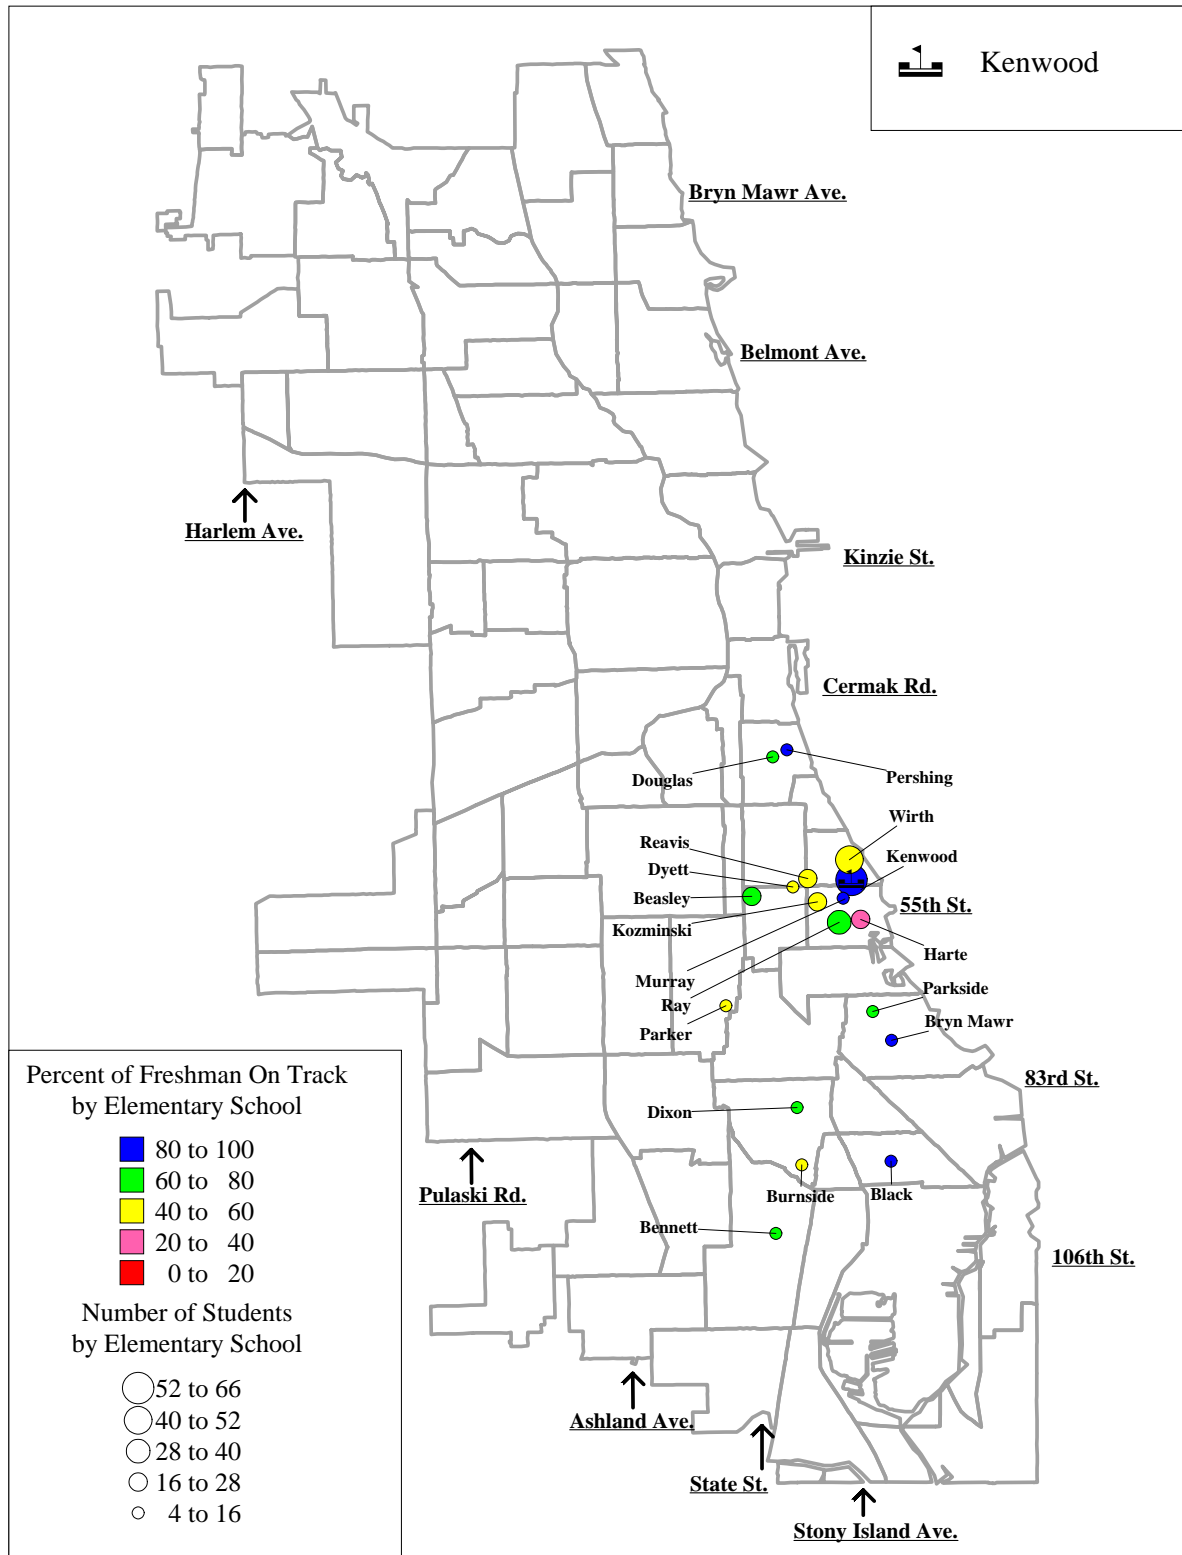 Kenwood
Bryn Mawr Ave.
Belmont Ave.
Harlem Ave.
Kinzie St.
Cermak Rd.
Douglas
Pershing
Wirth
Reavis
Kenwood
Dyett
Beasley
55th St.
Kozminski
Harte
Murray
Parkside
Ray
Bryn Mawr
Parker
83rd St.
Dixon
Pulaski Rd.
Burnside
Black
Bennett
106th St.
Ashland Ave.
State St.
Stony Island Ave.
Percent of Freshman On Track
by Elementary School
80 to 100
60 to 80
40 to 60
20 to 40
0 to 20
Number of Students
by Elementary School
52 to 66
40 to 52
28 to 40
16 to 28
4 to 16